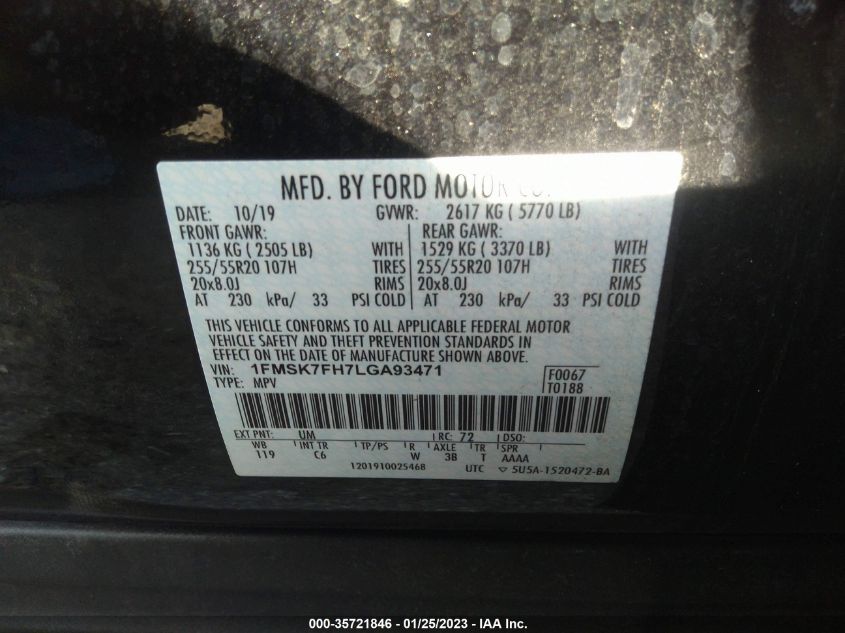 MFD. BY FORD MOTOR CO.
DATE: 10/19 GVWR: 2617 KG ( 5770 LB)
FRONT GAWR: REAR GAWR:
1136 KG ( 2505 LB) WITH 1529 KG ( 3370 LB) WITH
255/55R20 107H TIRES 255/55R20 107H TIRES
20x8.0J RIMS 20x8.0J RIMS
AT 230 kPa/ 33 PSI COLD AT 230 kPa/ 33 PSI COLD
THIS VEHICLE CONFORMS TO ALL APPLICABLE FEDERAL MOTOR
VEHICLE SAFETY AND THEFT PREVENTION STANDARDS IN
EFFECT ON THE DATE OF MANUFACTURE SHOWN ABOVE.
VIN: 1FMSK7FH7LGA93471 F0067
TYPE: MPV T0188
EXT PNT: UM RC: 72 DSO:
WB INT TR TP/PS R AXLE TR SPR
119 C6 W 3B T AAAA
1201910025468 UTC ▽ 5U5A-1520472-BA
000-35721846 - 01/25/2023 - IAA Inc.